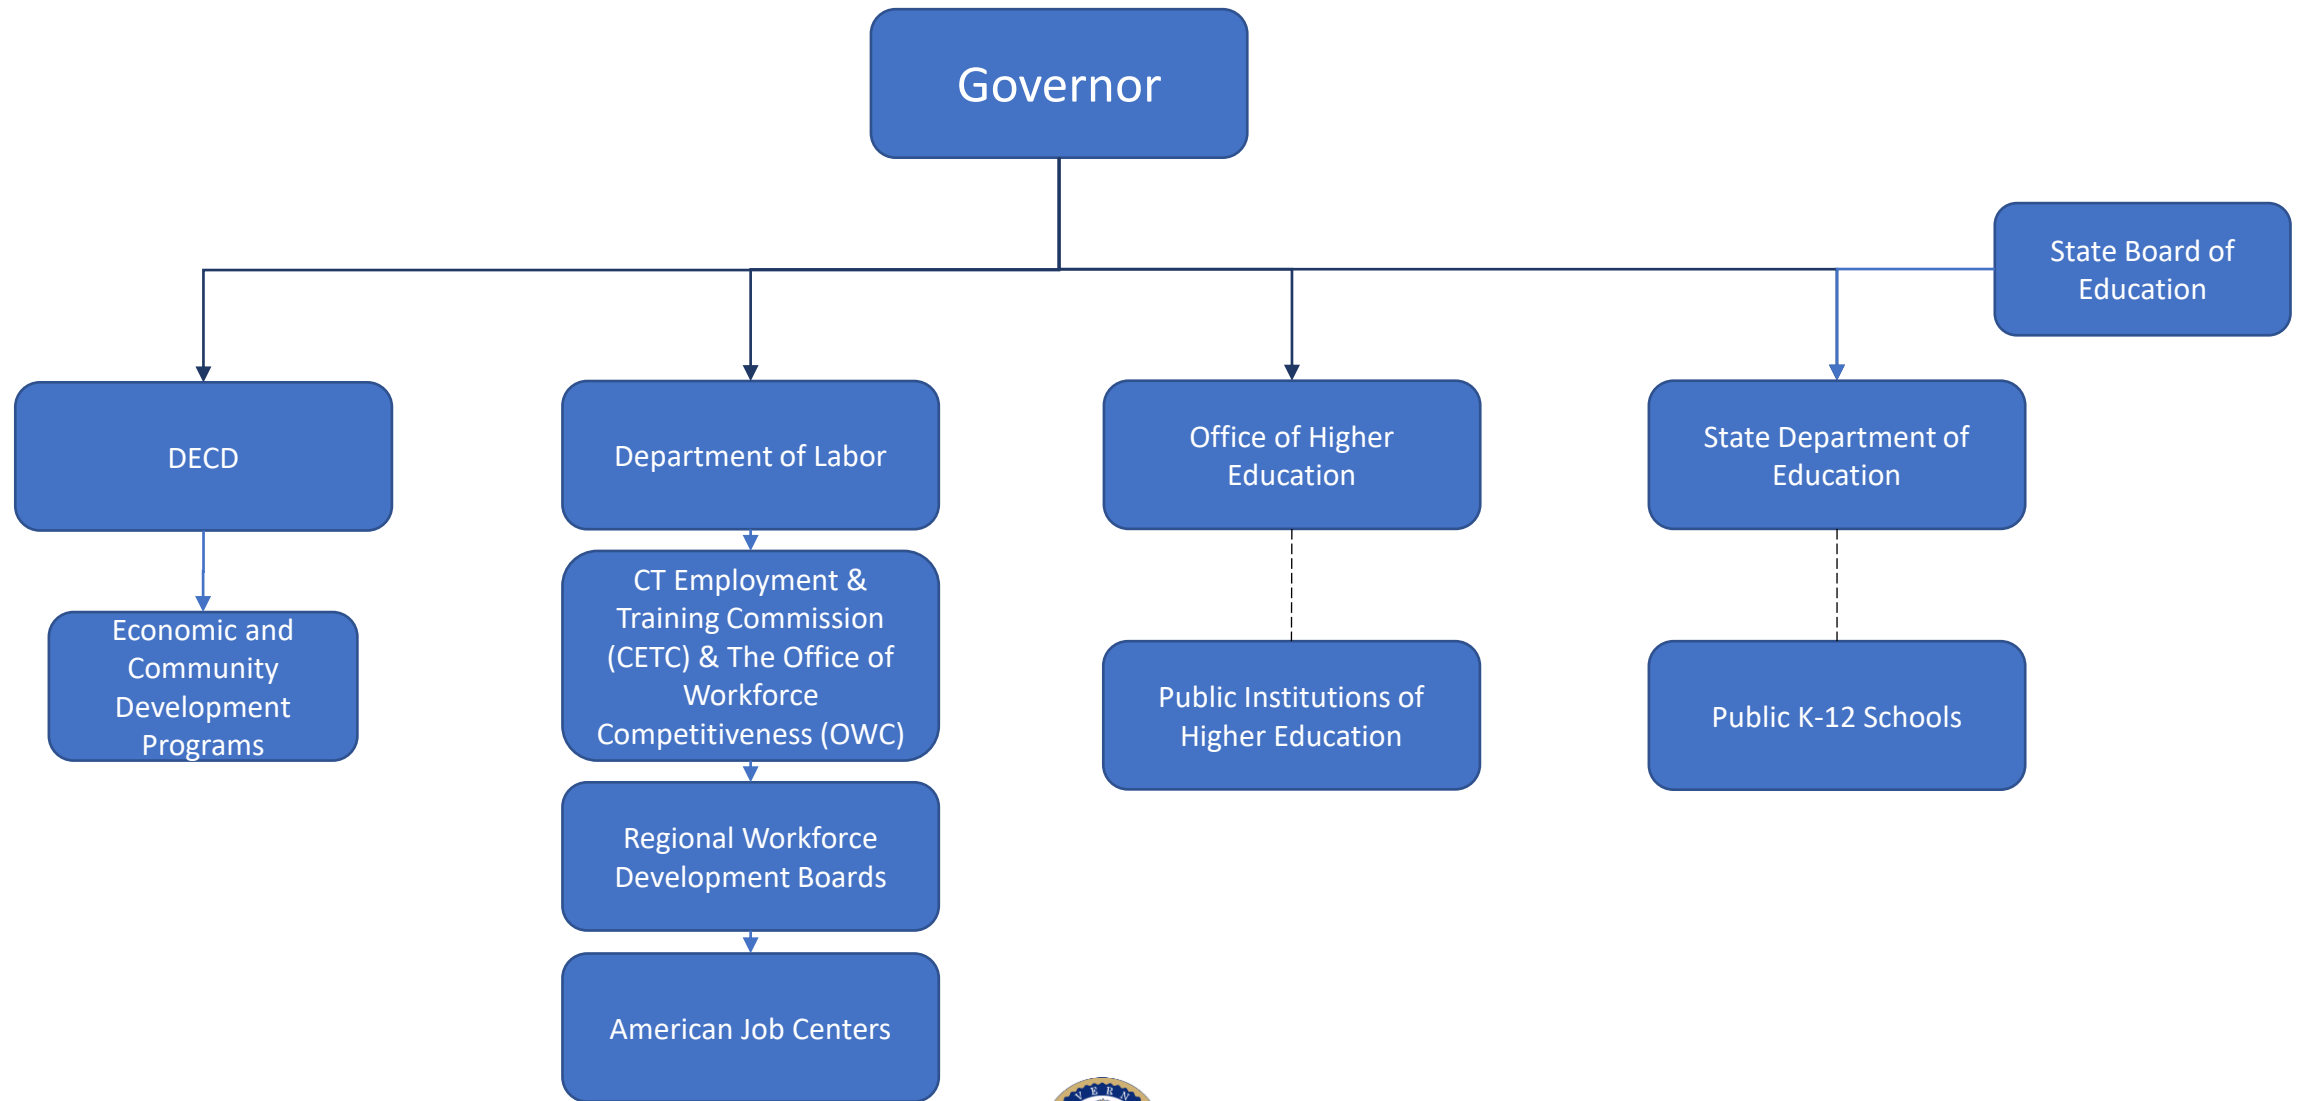 Governor
State Board of
Education
DECD
Department of Labor
Office of Higher
Education
State Department of
Education
Economic and
Community
Development
Programs
CT Employment &
Training Commission
(CETC) & The Office of
Workforce
Competitiveness (OWC)
Public Institutions of
Higher Education
Public K-12 Schools
Regional Workforce
Development Boards
American Job Centers